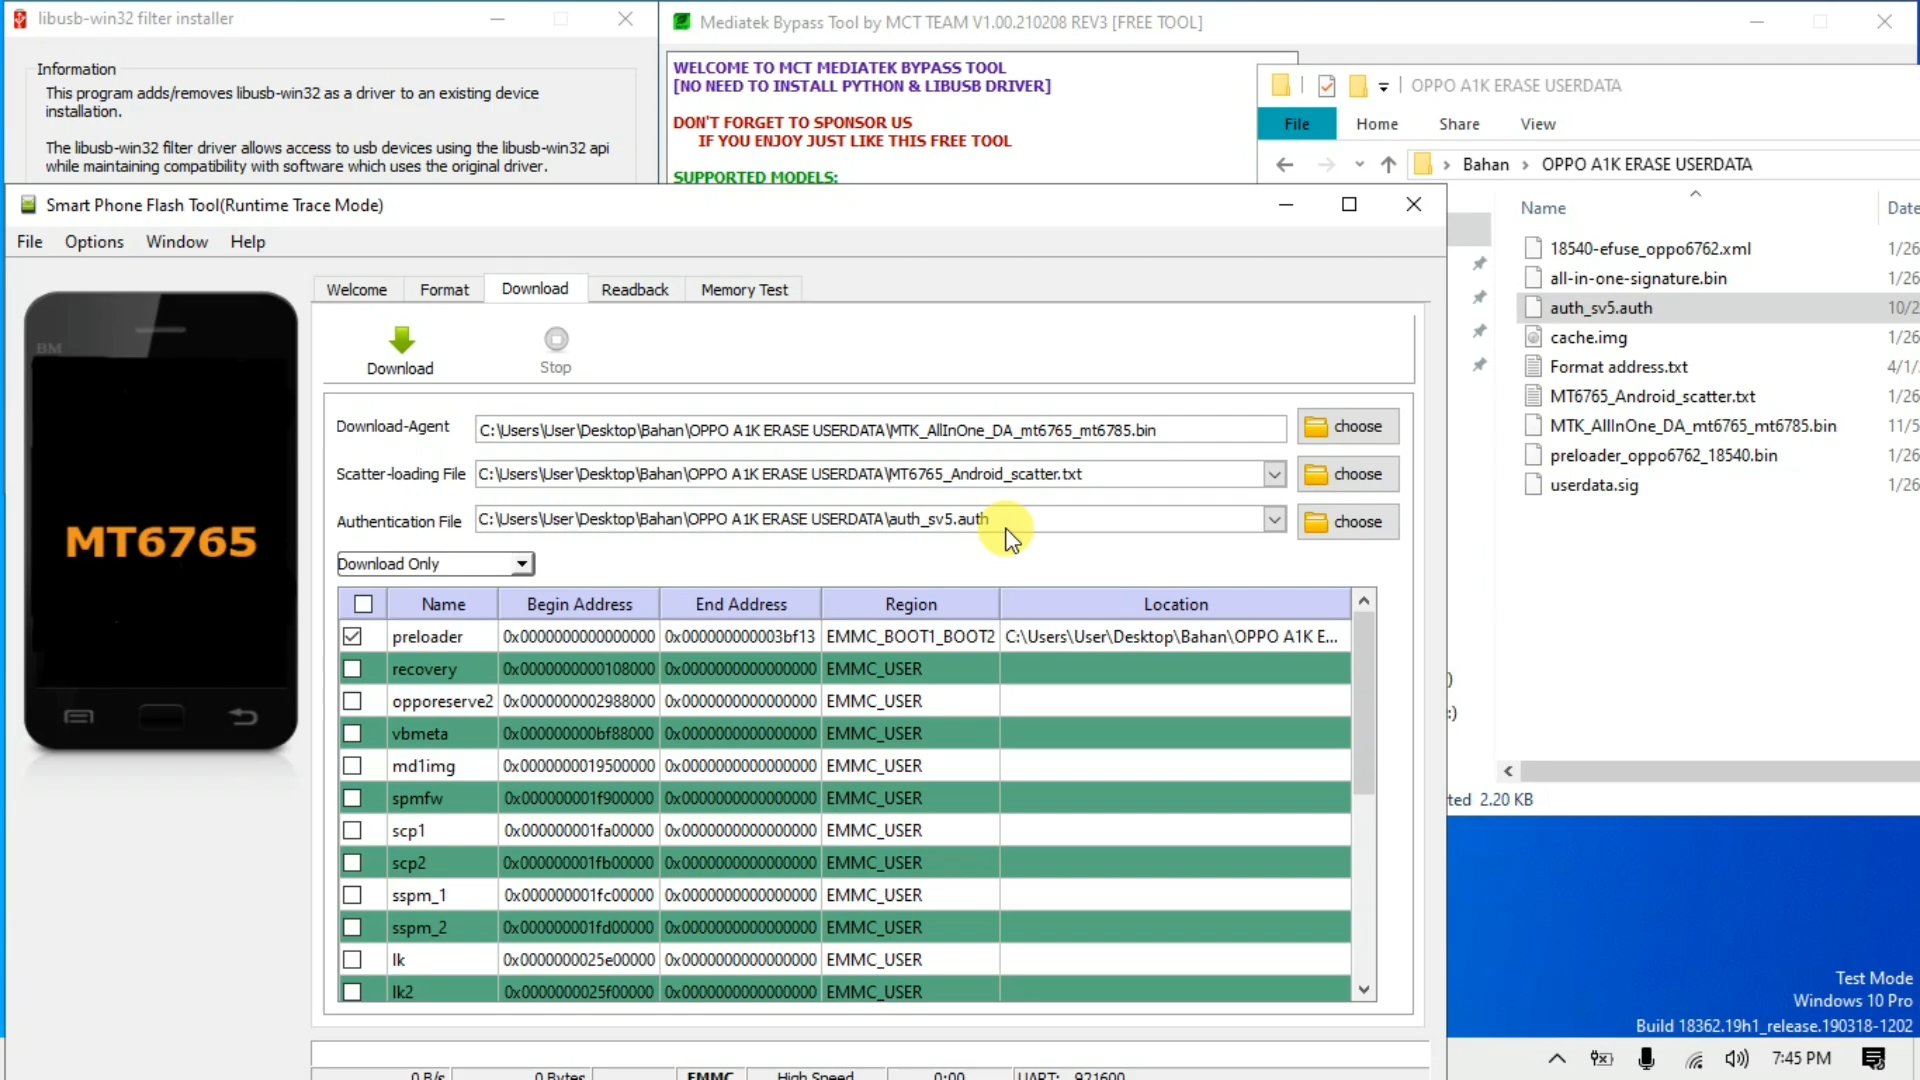 libusb-win32 filter installer
Information
This program adds/removes libusb-win32 as a driver to an existing device
installation.
The libusb-win32 filter driver allows access to usb devices using the libusb-win32 api
while maintaining compatibility with software which uses the original driver.
Mediatek Bypass Tool by MCT TEAM V1.00.210208 REV3 [FREE TOOL]
WELCOME TO MCT MEDIATEK BYPASS TOOL
[NO NEED TO INSTALL PYTHON & LIBUSB DRIVER]
DON'T FORGET TO SPONSOR US
IF YOU ENJOY JUST LIKE THIS FREE TOOL
SUPPORTED MODELS:
OPPO A1K ERASE USERDATA
File Home Share View
Bahan › OPPO A1K ERASE USERDATA
Name Date
18540-efuse_oppo6762.xml 1/26
all-in-one-signature.bin 1/26
auth_sv5.auth 10/2
cache.img 1/26
Format address.txt 4/1/
MT6765_Android_scatter.txt 1/26
MTK_AllInOne_DA_mt6765_mt6785.bin 11/5
preloader_oppo6762_18540.bin 1/26
userdata.sig 1/26
)
:)
ted 2.20 KB
Smart Phone Flash Tool(Runtime Trace Mode)
File Options Window Help
BM
MT6765
Welcome Format Download Readback Memory Test
Download Stop
Download-Agent C:\Users\User\Desktop\Bahan\OPPO A1K ERASE USERDATA\MTK_AllInOne_DA_mt6765_mt6785.bin choose
Scatter-loading File C:\Users\User\Desktop\Bahan\OPPO A1K ERASE USERDATA\MT6765_Android_scatter.txt choose
Authentication File C:\Users\User\Desktop\Bahan\OPPO A1K ERASE USERDATA\auth_sv5.auth choose
Download Only
Name Begin Address End Address Region Location
preloader 0x0000000000000000 0x000000000003bf13 EMMC_BOOT1_BOOT2 C:\Users\User\Desktop\Bahan\OPPO A1K E...
recovery 0x0000000000108000 0x0000000000000000 EMMC_USER
opporeserve2 0x0000000002988000 0x0000000000000000 EMMC_USER
vbmeta 0x000000000bf88000 0x0000000000000000 EMMC_USER
md1img 0x0000000019500000 0x0000000000000000 EMMC_USER
spmfw 0x000000001f900000 0x0000000000000000 EMMC_USER
scp1 0x000000001fa00000 0x0000000000000000 EMMC_USER
scp2 0x000000001fb00000 0x0000000000000000 EMMC_USER
sspm_1 0x000000001fc00000 0x0000000000000000 EMMC_USER
sspm_2 0x000000001fd00000 0x0000000000000000 EMMC_USER
lk 0x0000000025e00000 0x0000000000000000 EMMC_USER
lk2 0x0000000025f00000 0x0000000000000000 EMMC_USER
0 B/s 0 Bytes EMMC High Speed 0:00 UART: 921600
Test Mode
Windows 10 Pro
Build 18362.19h1_release.190318-1202
7:45 PM